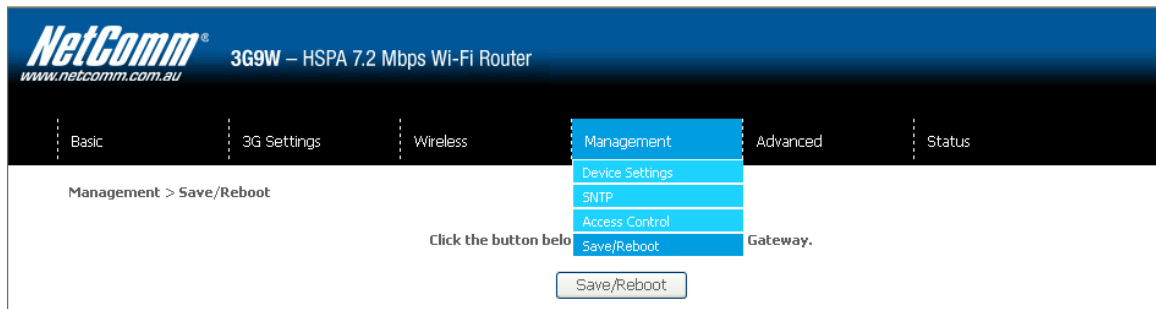 NetComm®
www.netcomm.com.au
3G9W – HSPA 7.2 Mbps Wi-Fi Router
Basic 3G Settings Wireless Management Advanced Status
Device Settings
SNTP
Access Control
Save/Reboot
Management > Save/Reboot
Click the button belo Gateway.
Save/Reboot